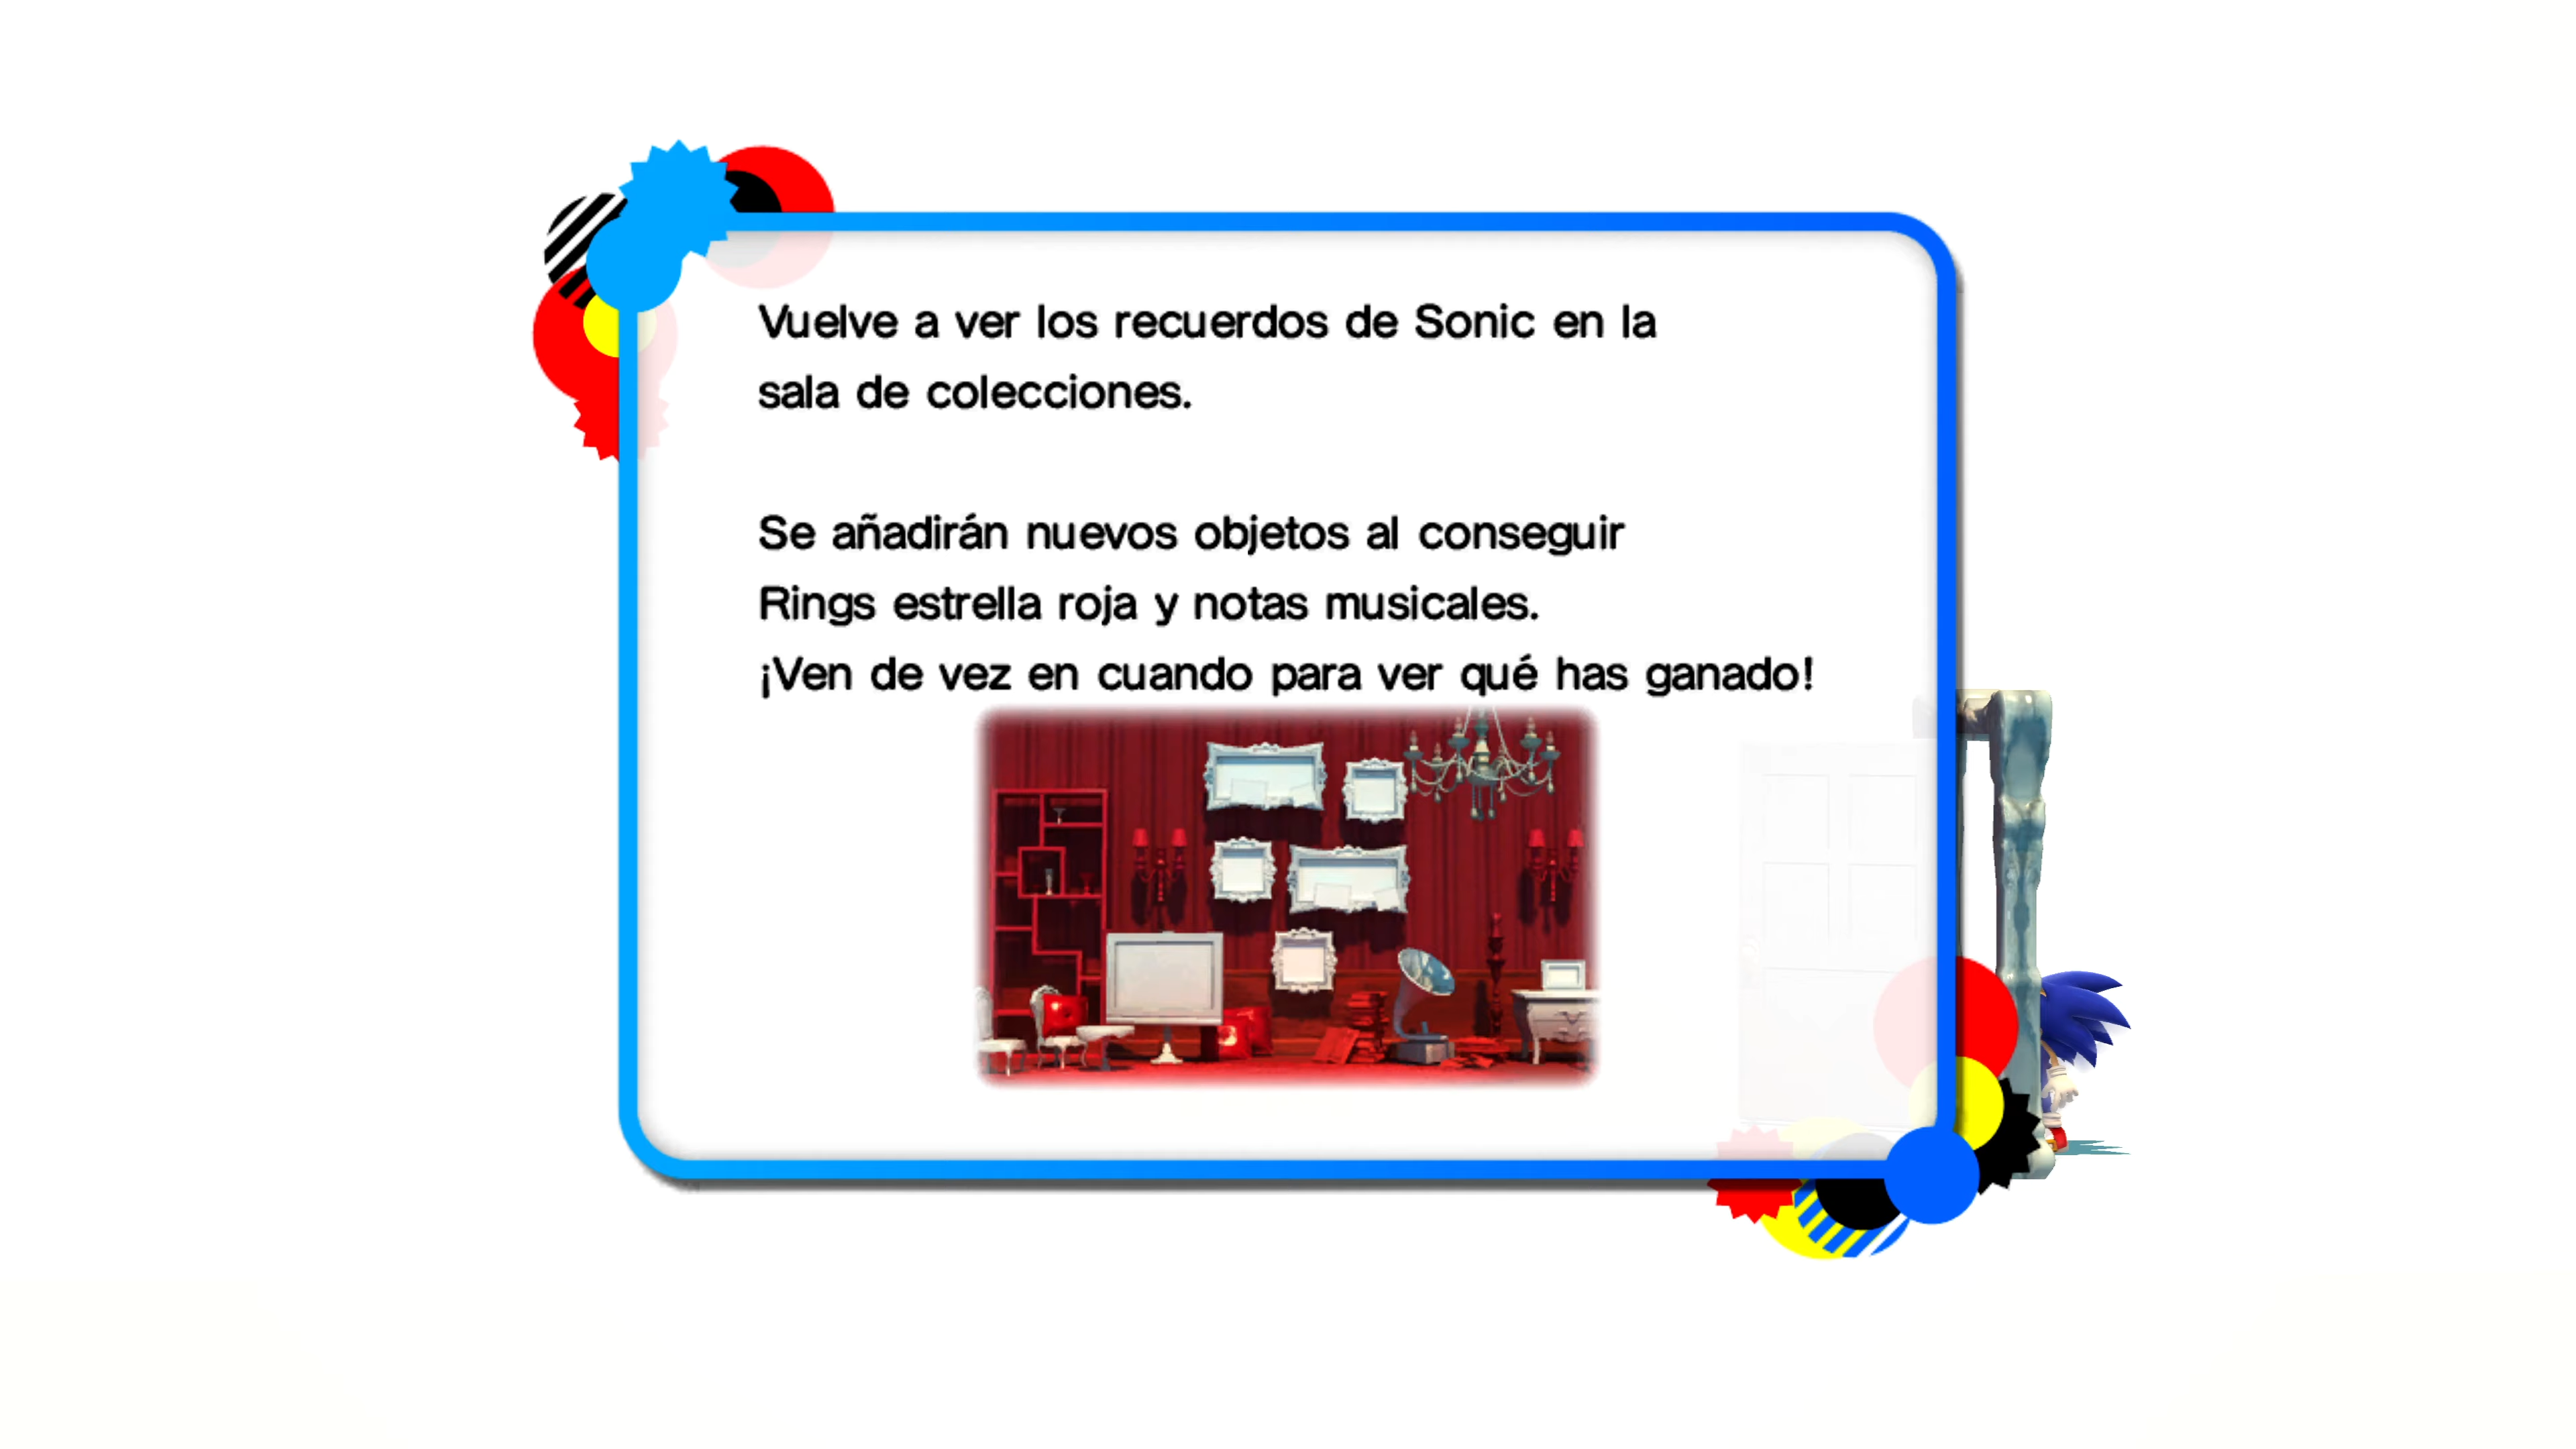 Vuelve a ver los recuerdos de Sonic en la
sala de colecciones.
Se añadirán nuevos objetos al conseguir
Rings estrella roja y notas musicales.
¡Ven de vez en cuando para ver qué has ganado!